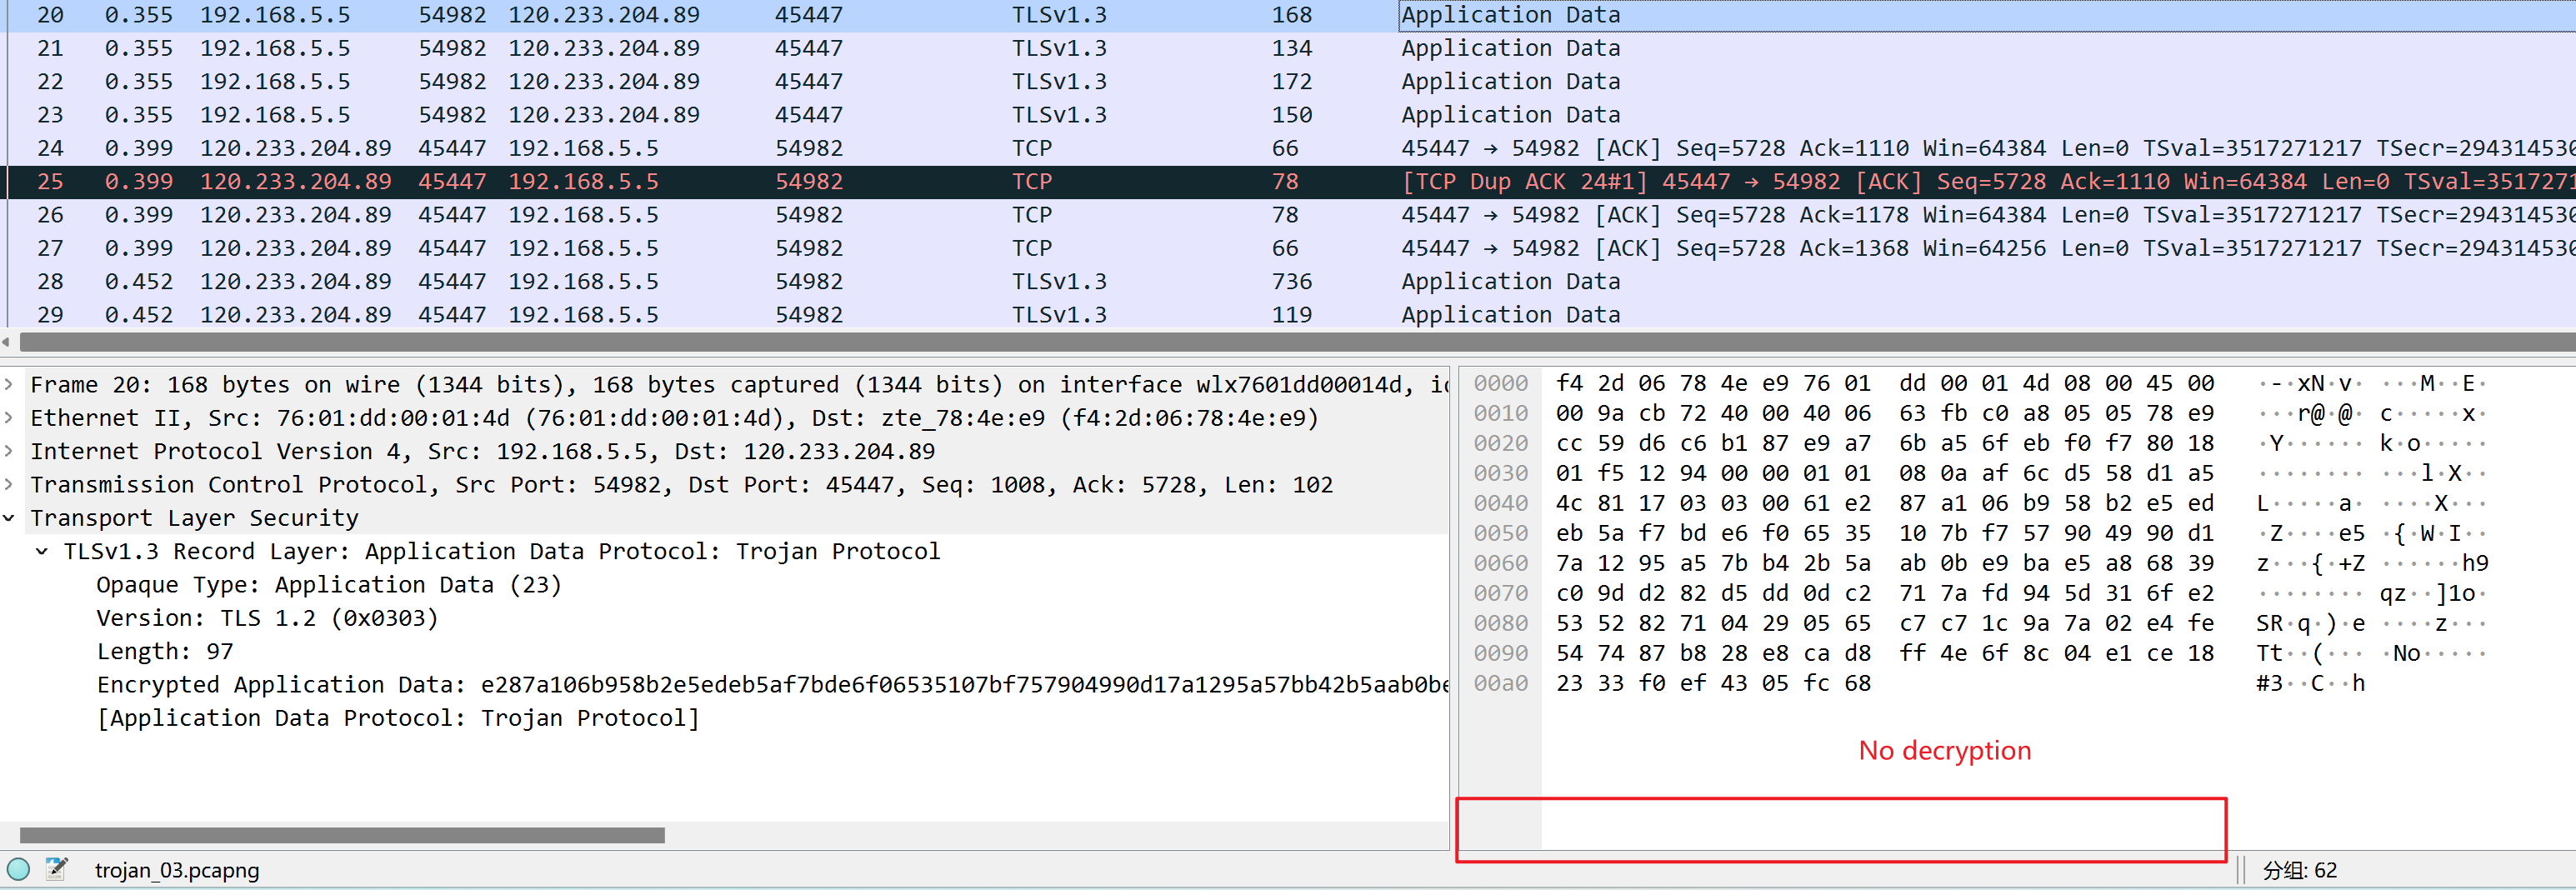 20 0.355 192.168.5.5 54982 120.233.204.89 45447 TLSv1.3 168 Application Data
21 0.355 192.168.5.5 54982 120.233.204.89 45447 TLSv1.3 134 Application Data
22 0.355 192.168.5.5 54982 120.233.204.89 45447 TLSv1.3 172 Application Data
23 0.355 192.168.5.5 54982 120.233.204.89 45447 TLSv1.3 150 Application Data
24 0.399 120.233.204.89 45447 192.168.5.5 54982 TCP 66 45447 → 54982 [ACK] Seq=5728 Ack=1110 Win=64384 Len=0 TSval=3517271217 TSecr=294314530
25 0.399 120.233.204.89 45447 192.168.5.5 54982 TCP 78 [TCP Dup ACK 24#1] 45447 → 54982 [ACK] Seq=5728 Ack=1110 Win=64384 Len=0 TSval=3517271
26 0.399 120.233.204.89 45447 192.168.5.5 54982 TCP 78 45447 → 54982 [ACK] Seq=5728 Ack=1178 Win=64384 Len=0 TSval=3517271217 TSecr=294314530
27 0.399 120.233.204.89 45447 192.168.5.5 54982 TCP 66 45447 → 54982 [ACK] Seq=5728 Ack=1368 Win=64256 Len=0 TSval=3517271217 TSecr=294314530
28 0.452 120.233.204.89 45447 192.168.5.5 54982 TLSv1.3 736 Application Data
29 0.452 120.233.204.89 45447 192.168.5.5 54982 TLSv1.3 119 Application Data
Frame 20: 168 bytes on wire (1344 bits), 168 bytes captured (1344 bits) on interface wlx7601dd00014d, id
Ethernet II, Src: 76:01:dd:00:01:4d (76:01:dd:00:01:4d), Dst: zte_78:4e:e9 (f4:2d:06:78:4e:e9)
Internet Protocol Version 4, Src: 192.168.5.5, Dst: 120.233.204.89
Transmission Control Protocol, Src Port: 54982, Dst Port: 45447, Seq: 1008, Ack: 5728, Len: 102
Transport Layer Security
TLSv1.3 Record Layer: Application Data Protocol: Trojan Protocol
Opaque Type: Application Data (23)
Version: TLS 1.2 (0x0303)
Length: 97
Encrypted Application Data: e287a106b958b2e5edeb5af7bde6f06535107bf757904990d17a1295a57bb42b5aab0be
[Application Data Protocol: Trojan Protocol]
0000 f4 2d 06 78 4e e9 76 01 dd 00 01 4d 08 00 45 00 ·-·xN·v· ···M··E·
0010 00 9a cb 72 40 00 40 06 63 fb c0 a8 05 05 78 e9 ···r@·@· c·····x·
0020 cc 59 d6 c6 b1 87 e9 a7 6b a5 6f eb f0 f7 80 18 ·Y······ k·o·····
0030 01 f5 12 94 00 00 01 01 08 0a af 6c d5 58 d1 a5 ········ ···l·X··
0040 4c 81 17 03 03 00 61 e2 87 a1 06 b9 58 b2 e5 ed L·····a· ····X···
0050 eb 5a f7 bd e6 f0 65 35 10 7b f7 57 90 49 90 d1 ·Z····e5 ·{·W·I··
0060 7a 12 95 a5 7b b4 2b 5a ab 0b e9 ba e5 a8 68 39 z···{·+Z ······h9
0070 c0 9d d2 82 d5 dd 0d c2 71 7a fd 94 5d 31 6f e2 ········ qz··]1o·
0080 53 52 82 71 04 29 05 65 c7 c7 1c 9a 7a 02 e4 fe SR·q·)·e ····z···
0090 54 74 87 b8 28 e8 ca d8 ff 4e 6f 8c 04 e1 ce 18 Tt··(··· ·No·····
00a0 23 33 f0 ef 43 05 fc 68 #3··C··h
No decryption
trojan_03.pcapng
分组: 62